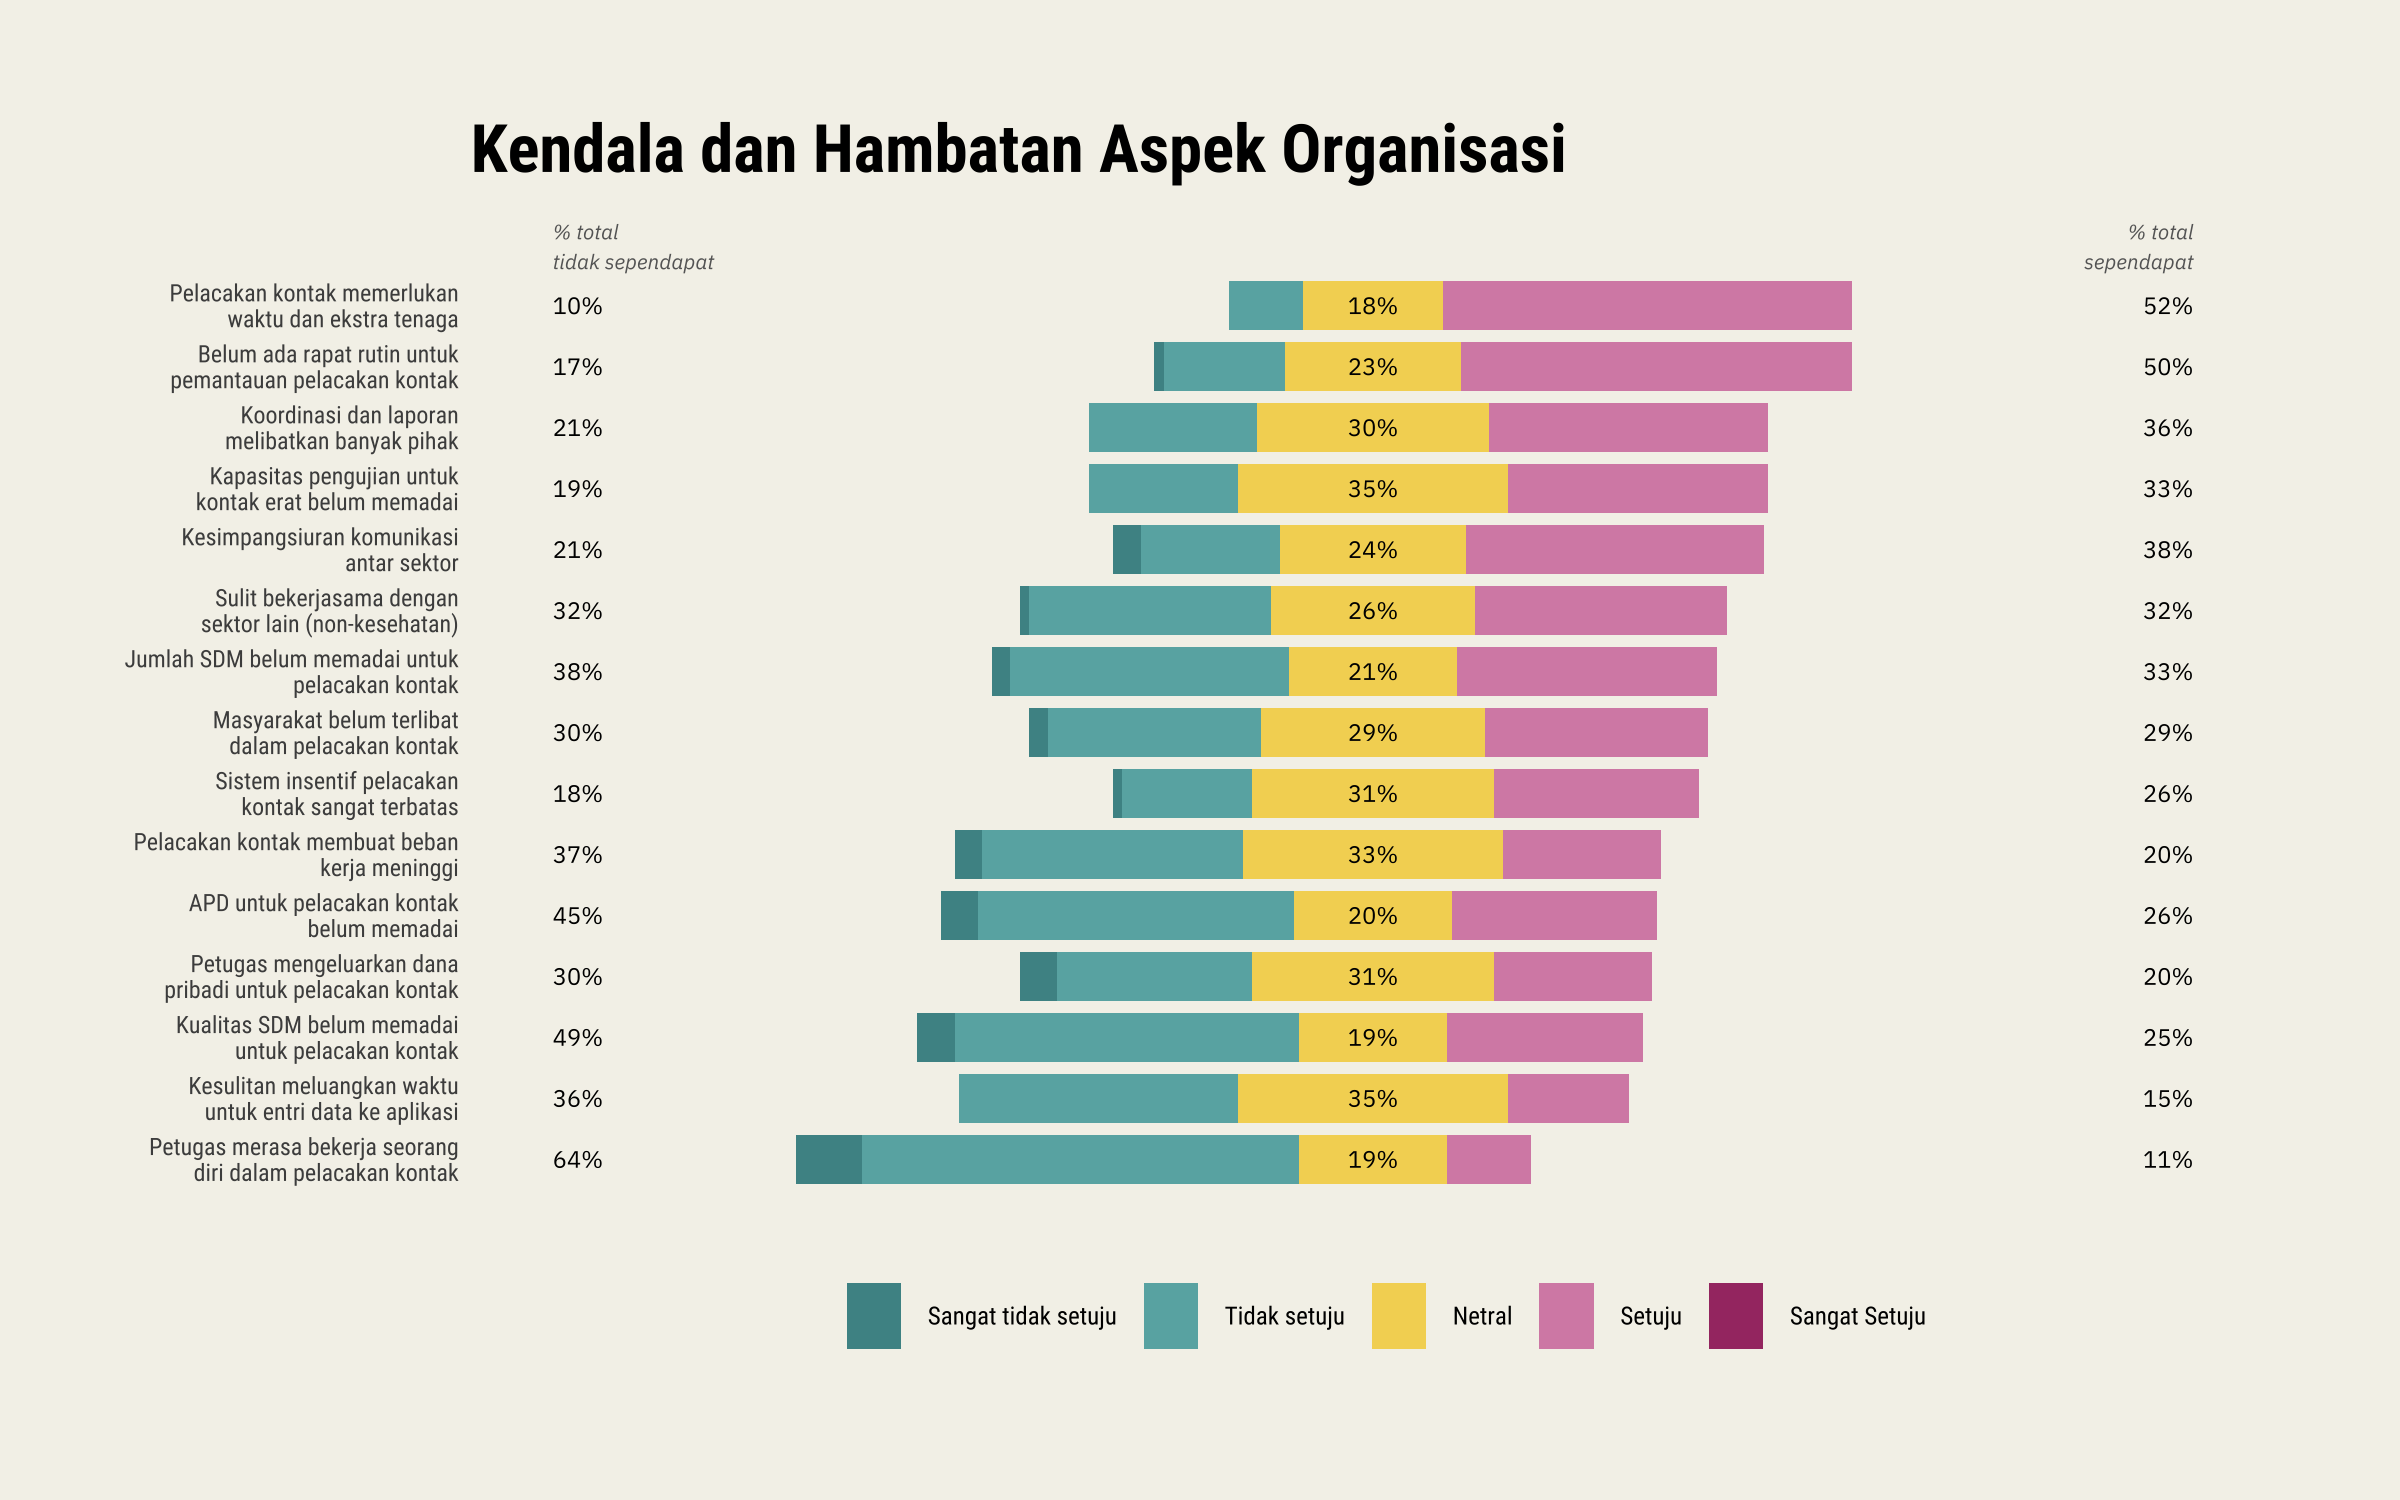 Kendala dan Hambatan Aspek Organisasi
% total
tidak sependapat
% total
sependapat
Pelacakan kontak memerlukan
waktu dan ekstra tenaga
10%
18%
52%
Belum ada rapat rutin untuk
pemantauan pelacakan kontak
17%
23%
50%
Koordinasi dan laporan
melibatkan banyak pihak
21%
30%
36%
Kapasitas pengujian untuk
kontak erat belum memadai
19%
35%
33%
Kesimpangsiuran komunikasi
antar sektor
21%
24%
38%
Sulit bekerjasama dengan
sektor lain (non-kesehatan)
32%
26%
32%
Jumlah SDM belum memadai untuk
pelacakan kontak
38%
21%
33%
Masyarakat belum terlibat
dalam pelacakan kontak
30%
29%
29%
Sistem insentif pelacakan
kontak sangat terbatas
18%
31%
26%
Pelacakan kontak membuat beban
kerja meninggi
37%
33%
20%
APD untuk pelacakan kontak
belum memadai
45%
20%
26%
Petugas mengeluarkan dana
pribadi untuk pelacakan kontak
30%
31%
20%
Kualitas SDM belum memadai
untuk pelacakan kontak
49%
19%
25%
Kesulitan meluangkan waktu
untuk entri data ke aplikasi
36%
35%
15%
Petugas merasa bekerja seorang
diri dalam pelacakan kontak
64%
19%
11%
Sangat tidak setuju
Tidak setuju
Netral
Setuju
Sangat Setuju